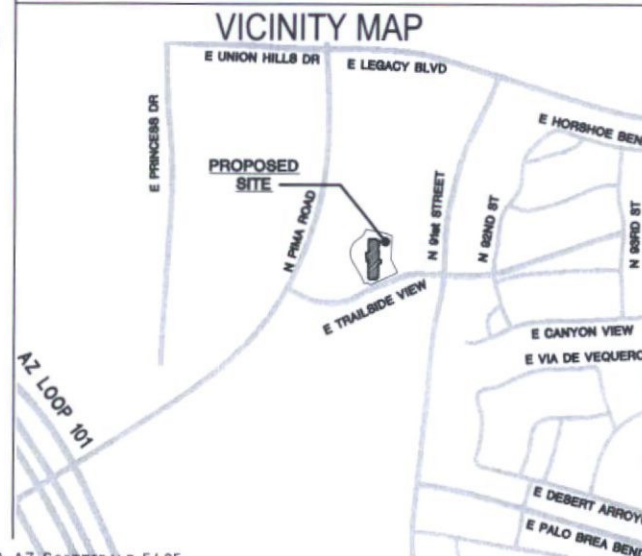 VICINITY MAP
E UNION HILLS DR
E LEGACY BLVD
E HORSHOE BEN
E PRINCESS DR
PROPOSED
SITE
N PIMA ROAD
N 91st STREET
N 92ND ST
N 93RD ST
E TRAILSIDE VIEW
E CANYON VIEW
E VIA DE VEQUERO
AZ LOOP 101
E DESERT ARROY
E PALO BREA BEN